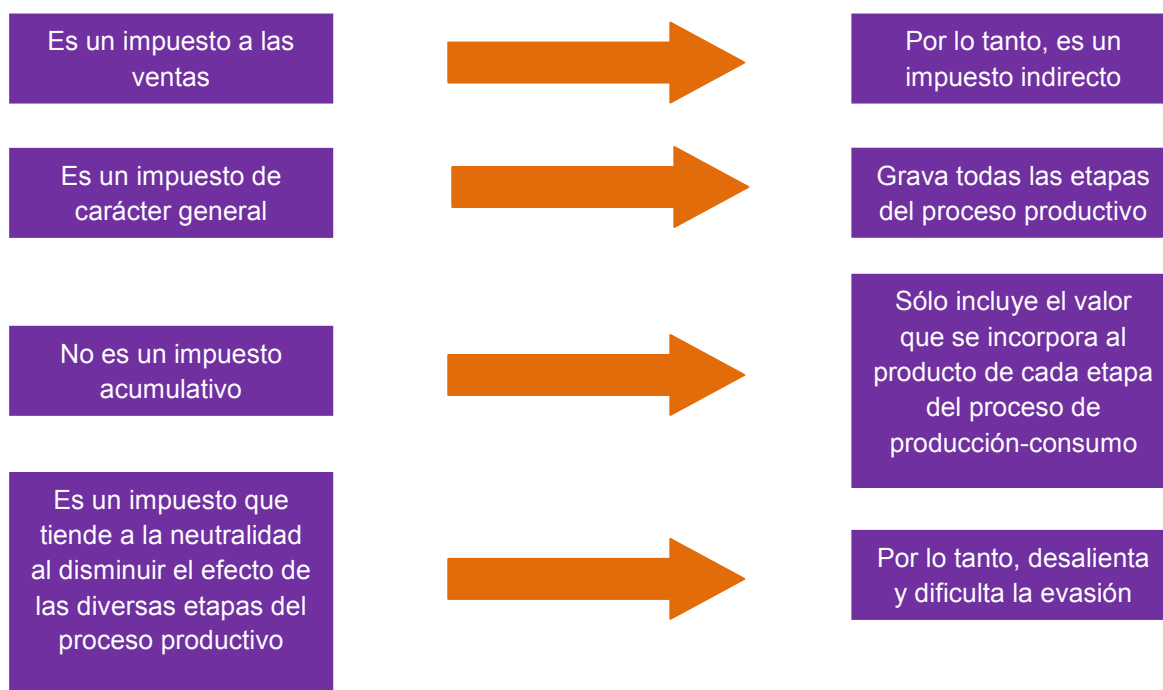 Es un impuesto a las
ventas
Por lo tanto, es un
impuesto indirecto
Es un impuesto de
carácter general
Grava todas las etapas
del proceso productivo
No es un impuesto
acumulativo
Sólo incluye el valor
que se incorpora al
producto de cada etapa
del proceso de
producción-consumo
Es un impuesto que
tiende a la neutralidad
al disminuir el efecto de
las diversas etapas del
proceso productivo
Por lo tanto, desalienta
y dificulta la evasión